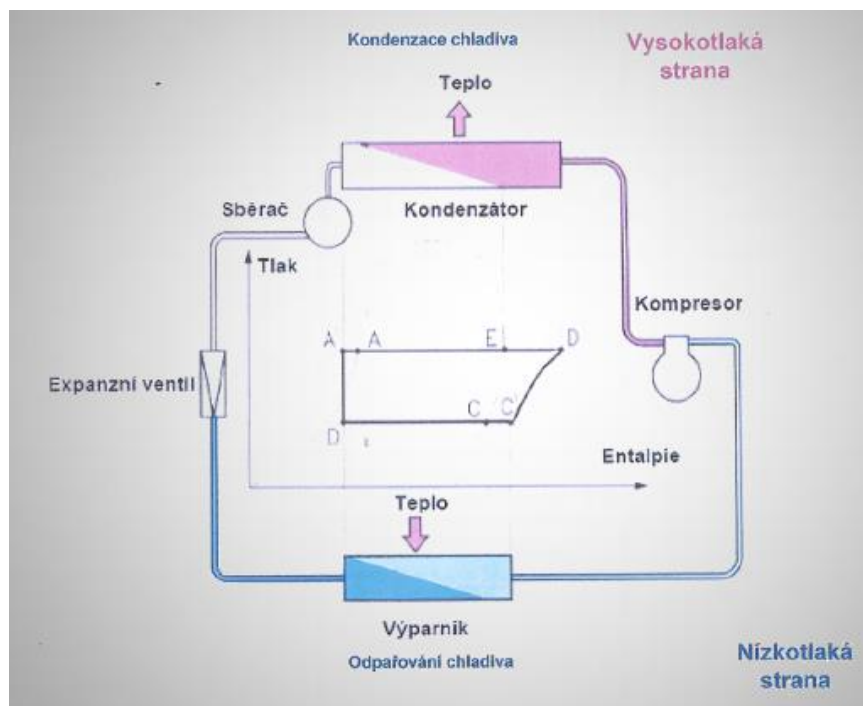 Kondenzace chladiva
Vysokotlaká
strana
Teplo
Sběrač
Kondenzátor
Tlak
Kompresor
A A E D
Expanzní ventil
C C'
D
Entalpie
Teplo
Výparník
Odpařování chladiva
Nízkotlaká
strana